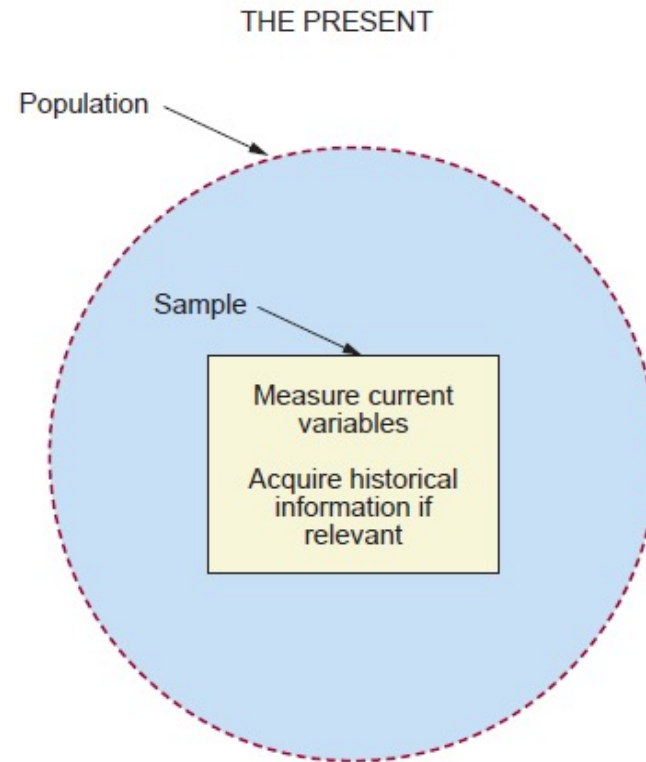 THE PRESENT
Population
Sample
Measure current
variables
Acquire historical
information if
relevant